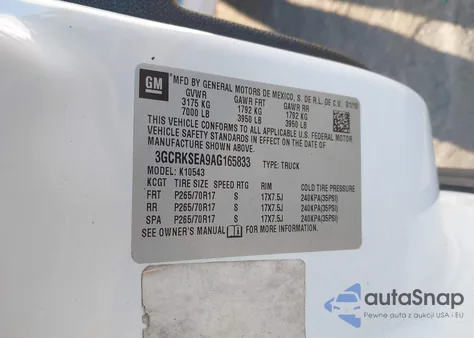 GM
MFD BY GENERAL MOTORS DE MEXICO, S. DE R.L. DE C.V. 01/10
GVWR GAWR FRT GAWR RR
3175 KG 1792 KG 1792 KG
7000 LB 3950 LB 3950 LB
THIS VEHICLE CONFORMS TO ALL APPLICABLE U.S. FEDERAL MOTOR
VEHICLE SAFETY STANDARDS IN EFFECT ON THE DATE OF
MANUFACTURE SHOWN ABOVE.
3GCRKSEA9AG165833 TYPE: TRUCK
MODEL: K10543
KCGT TIRE SIZE SPEED RTG RIM COLD TIRE PRESSURE
FRT P265/70R17 S 17X7.5J 240KPA(35PSI)
RR P265/70R17 S 17X7.5J 240KPA(35PSI)
SPA P265/70R17 S 17X7.5J 240KPA(35PSI)
SEE OWNER'S MANUAL FOR MORE INFORMATION.
autoSnap
Pewne auta z aukcji USA i EU